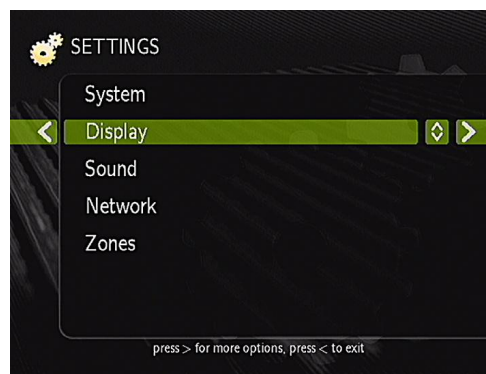 SETTINGS
System
Display
Sound
Network
Zones
press > for more options, press < to exit